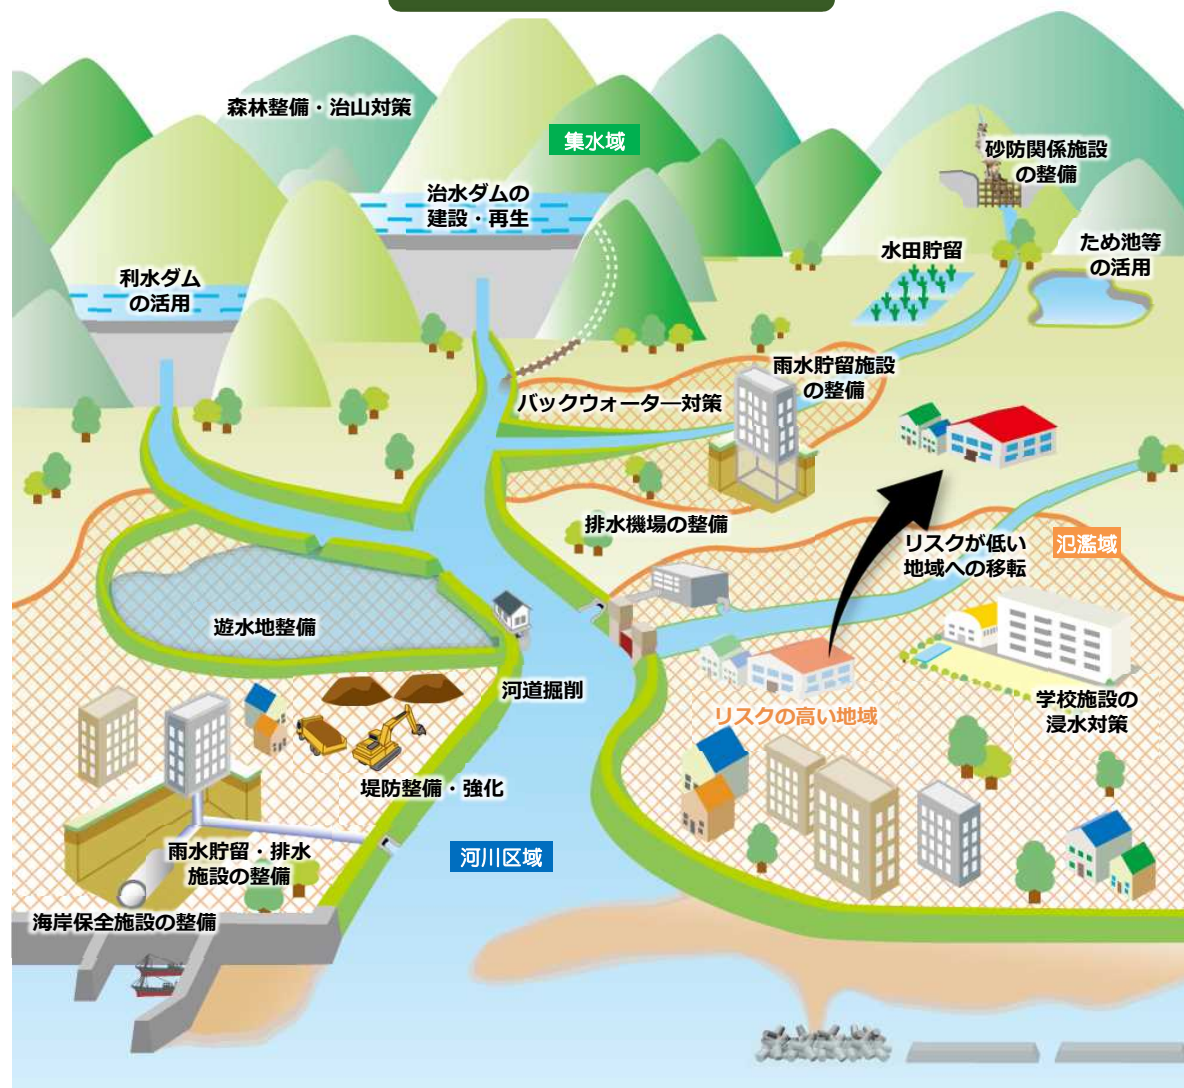 森林整備・治山対策
集水域
砂防関係施設
の整備
治水ダムの
建設・再生
水田貯留
ため池等
の活用
利水ダム
の活用
雨水貯留施設
の整備
バックウォーター対策
排水機場の整備
リスクが低い
地域への移転
氾濫域
遊水地整備
河道掘削
学校施設の
浸水対策
リスクの高い地域
堤防整備・強化
河川区域
雨水貯留・排水
施設の整備
海岸保全施設の整備